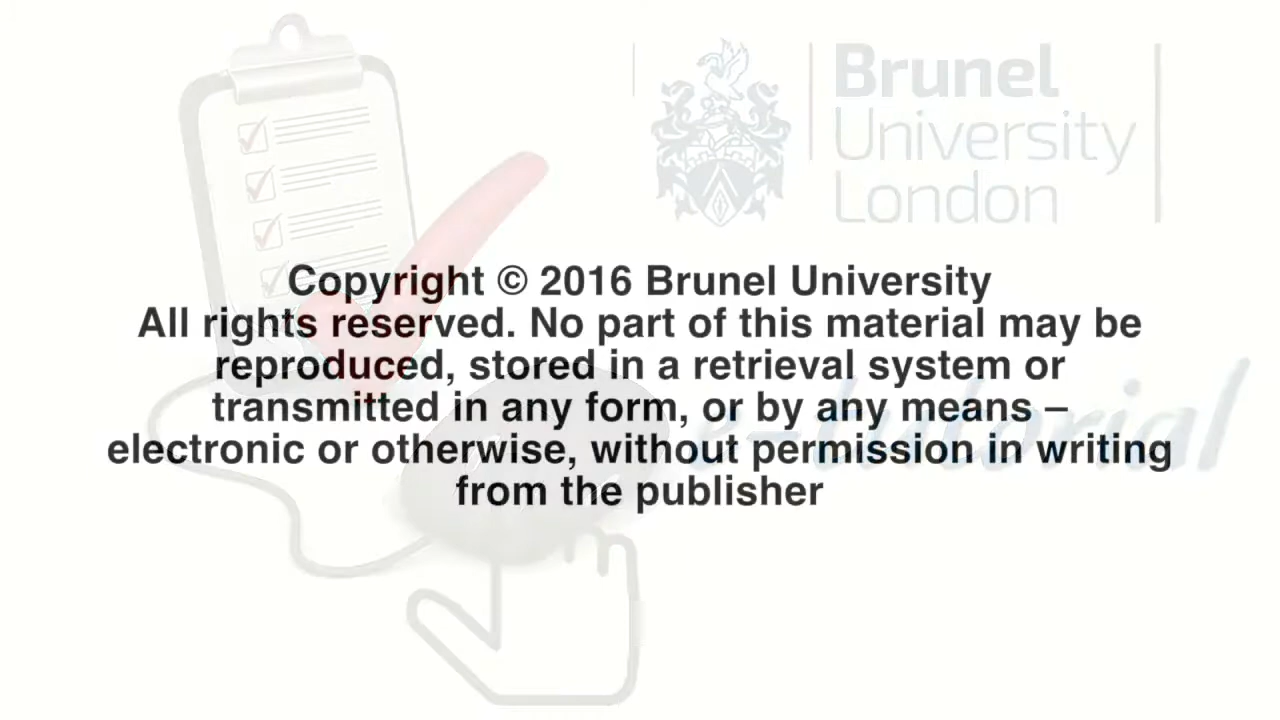 Brunel
University
London
Copyright © 2016 Brunel University
All rights reserved. No part of this material may be
reproduced, stored in a retrieval system or
transmitted in any form, or by any means –
electronic or otherwise, without permission in writing
from the publisher
e-tutorial